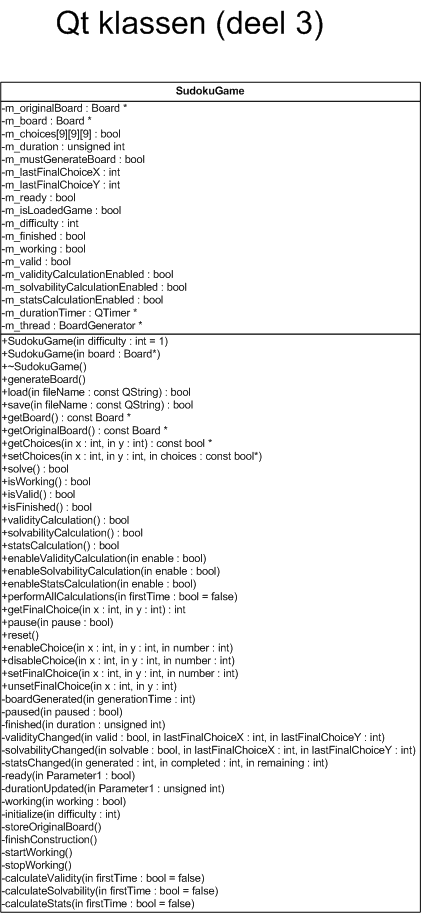 Qt klassen (deel 3)
SudokuGame
-m_originalBoard : Board *
-m_board : Board *
-m_choices[9][9][9] : bool
-m_duration : unsigned int
-m_mustGenerateBoard : bool
-m_lastFinalChoiceX : int
-m_lastFinalChoiceY : int
-m_ready : bool
-m_isLoadedGame : bool
-m_difficulty : int
-m_finished : bool
-m_working : bool
-m_valid : bool
-m_validityCalculationEnabled : bool
-m_solvabilityCalculationEnabled : bool
-m_statsCalculationEnabled : bool
-m_durationTimer : QTimer *
-m_thread : BoardGenerator *
+SudokuGame(in difficulty : int = 1)
+SudokuGame(in board : Board*)
+~SudokuGame()
+generateBoard()
+load(in fileName : const QString) : bool
+save(in fileName : const QString) : bool
+getBoard() : const Board *
+getOriginalBoard() : const Board *
+getChoices(in x : int, in y : int) : const bool *
+setChoices(in x : int, in y : int, in choices : const bool*)
+solve() : bool
+isWorking() : bool
+isValid() : bool
+isFinished() : bool
+validityCalculation() : bool
+solvabilityCalculation() : bool
+statsCalculation() : bool
+enableValidityCalculation(in enable : bool)
+enableSolvabilityCalculation(in enable : bool)
+enableStatsCalculation(in enable : bool)
+performAllCalculations(in firstTime : bool = false)
+getFinalChoice(in x : int, in y : int) : int
+pause(in pause : bool)
+reset()
+enableChoice(in x : int, in y : int, in number : int)
+disableChoice(in x : int, in y : int, in number : int)
+setFinalChoice(in x : int, in y : int, in number : int)
+unsetFinalChoice(in x : int, in y : int)
-boardGenerated(in generationTime : int)
-paused(in paused : bool)
-finished(in duration : unsigned int)
-validityChanged(in valid : bool, in lastFinalChoiceX : int, in lastFinalChoiceY : int)
-solvabilityChanged(in solvable : bool, in lastFinalChoiceX : int, in lastFinalChoiceY : int)
-statsChanged(in generated : int, in completed : int, in remaining : int)
-ready(in Parameter1 : bool)
-durationUpdated(in Parameter1 : unsigned int)
-working(in working : bool)
-initialize(in difficulty : int)
-storeOriginalBoard()
-finishConstruction()
-startWorking()
-stopWorking()
-calculateValidity(in firstTime : bool = false)
-calculateSolvability(in firstTime : bool = false)
-calculateStats(in firstTime : bool = false)